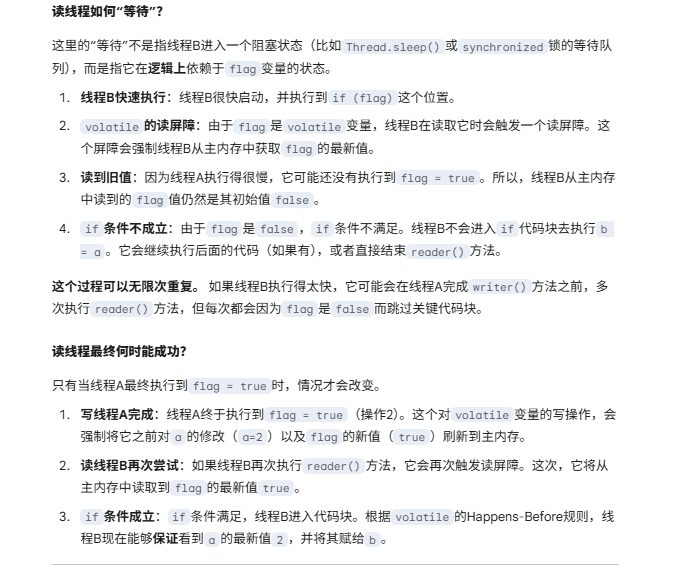 读线程如何“等待”？
这里的“等待”不是指线程B进入一个阻塞状态（比如 Thread.sleep() 或 synchronized 锁的等待队
列），而是指它在逻辑上依赖于 flag 变量的状态。
1. 线程B快速执行：线程B很快启动，并执行到 if (flag) 这个位置。
2. volatile 的读屏障：由于 flag 是 volatile 变量，线程B在读取它时会触发一个读屏障。这
个屏障会强制线程B从主内存中获取 flag 的最新值。
3. 读到旧值：因为线程A执行得很慢，它可能还没有执行到 flag = true 。所以，线程B从主内存
中读到的 flag 值仍然是其初始值 false 。
4. if 条件不成立：由于 flag 是 false ，if 条件不满足。线程B不会进入 if 代码块去执行 b
= a 。它会继续执行后面的代码（如果有），或者直接结束 reader() 方法。
这个过程可以无限次重复。 如果线程B执行得太快，它可能会在线程A完成 writer() 方法之前，多
次执行 reader() 方法，但每次都会因为 flag 是 false 而跳过关键代码块。
读线程最终何时能成功？
只有当线程A最终执行到 flag = true 时，情况才会改变。
1. 写线程A完成：线程A终于执行到 flag = true （操作2）。这个对 volatile 变量的写操作，会
强制将它之前对 a 的修改（ a=2 ）以及 flag 的新值（ true ）刷新到主内存。
2. 读线程B再次尝试：如果线程B再次执行 reader() 方法，它会再次触发读屏障。这次，它将从
主内存中读取到 flag 的最新值 true 。
3. if 条件成立： if 条件满足，线程B进入代码块。根据 volatile 的Happens-Before规则，线
程B现在能够保证看到 a 的最新值 2 ，并将其赋给 b 。